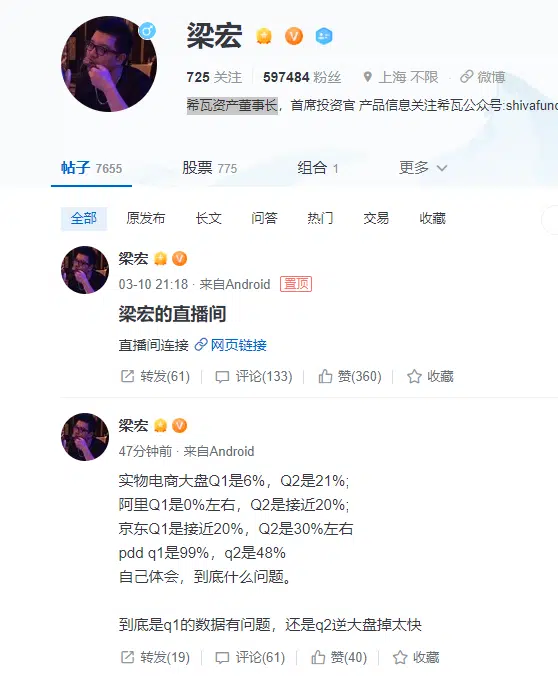 梁宏
725 关注 597484 粉丝 上海 不限 · 微博
希瓦资产董事长，首席投资官 产品信息关注希瓦公众号:shivafund
帖子 7655 股票 775 组合 1 更多
全部 原发布 长文 问答 热门 交易 收藏
梁宏
03-10 21:18 · 来自Android 置顶
梁宏的直播间
直播间连接 网页链接
转发(61) 评论(133) 赞(360) 收藏
梁宏
47分钟前 · 来自Android
实物电商大盘Q1是6%，Q2是21%;
阿里Q1是0%左右，Q2是接近20%;
京东Q1是接近20%，Q2是30%左右
pdd q1是99%，q2是48%
自己体会，到底什么问题。
到底是q1的数据有问题，还是q2逆大盘掉太快
转发(19) 评论(61) 赞(40) 收藏